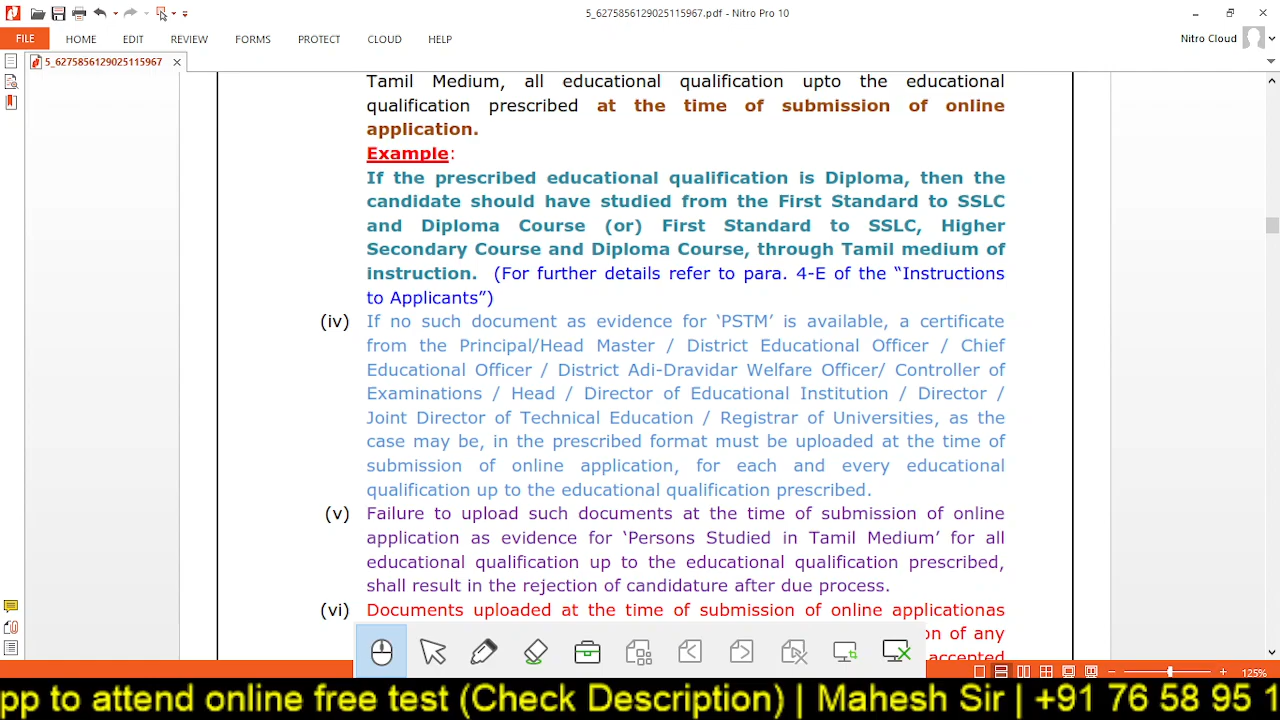 5_6275856129025115967.pdf - Nitro Pro 10
FILE HOME EDIT REVIEW FORMS PROTECT CLOUD HELP Nitro Cloud
5_6275856129025115967
Tamil Medium, all educational qualification upto the educational
qualification prescribed at the time of submission of online
application.
Example:
If the prescribed educational qualification is Diploma, then the
candidate should have studied from the First Standard to SSLC
and Diploma Course (or) First Standard to SSLC, Higher
Secondary Course and Diploma Course, through Tamil medium of
instruction. (For further details refer to para. 4-E of the “Instructions
to Applicants”)
(iv) If no such document as evidence for ‘PSTM’ is available, a certificate
from the Principal/Head Master / District Educational Officer / Chief
Educational Officer / District Adi-Dravidar Welfare Officer/ Controller of
Examinations / Head / Director of Educational Institution / Director /
Joint Director of Technical Education / Registrar of Universities, as the
case may be, in the prescribed format must be uploaded at the time of
submission of online application, for each and every educational
qualification up to the educational qualification prescribed.
(v) Failure to upload such documents at the time of submission of online
application as evidence for ‘Persons Studied in Tamil Medium’ for all
educational qualification up to the educational qualification prescribed,
shall result in the rejection of candidature after due process.
(vi) Documents uploaded at the time of submission of online applicationas
of any
accepted
125%
pp to attend online free test (Check Description) | Mahesh Sir | +91 76 58 95 1